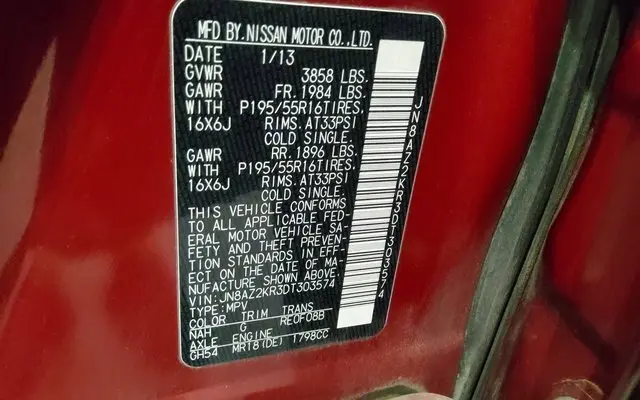 MFD BY. NISSAN MOTOR CO., LTD.
DATE 1/13
GVWR 3858 LBS.
GAWR FR. 1984 LBS.
WITH P195/55R16TIRES.
16X6J RIMS. AT33PSI
COLD SINGLE.
GAWR RR. 1896 LBS.
WITH P195/55R16TIRES.
16X6J RIMS. AT33PSI
COLD SINGLE.
THIS VEHICLE CONFORMS
TO ALL APPLICABLE FED-
ERAL MOTOR VEHICLE SA-
FETY AND THEFT PREVEN-
TION STANDARDS IN EFF-
ECT ON THE DATE OF MA-
NUFACTURE SHOWN ABOVE.
VIN: JN8AZ2KR3DT303574
TYPE: MPV
COLOR TRIM TRANS
NAH G RE0F08B
AXLE ENGINE
GH54 MR18(DE) 1798CC
JN8AZ2KR3DT303574